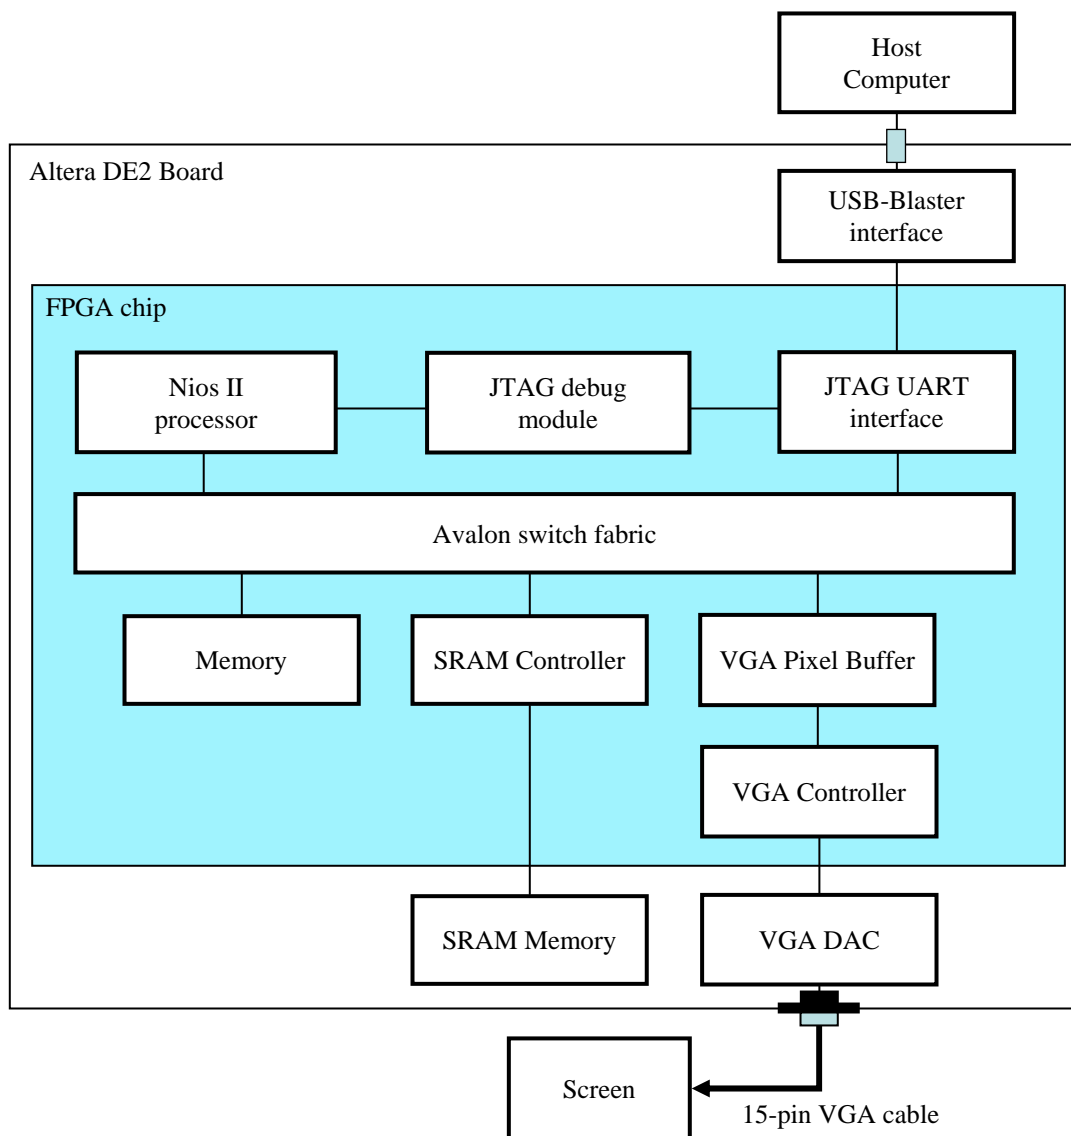 Host
Computer
Altera DE2 Board
USB-Blaster
interface
FPGA chip
Nios II
processor
JTAG debug
module
JTAG UART
interface
Avalon switch fabric
Memory
SRAM Controller
VGA Pixel Buffer
VGA Controller
SRAM Memory
VGA DAC
Screen
15-pin VGA cable